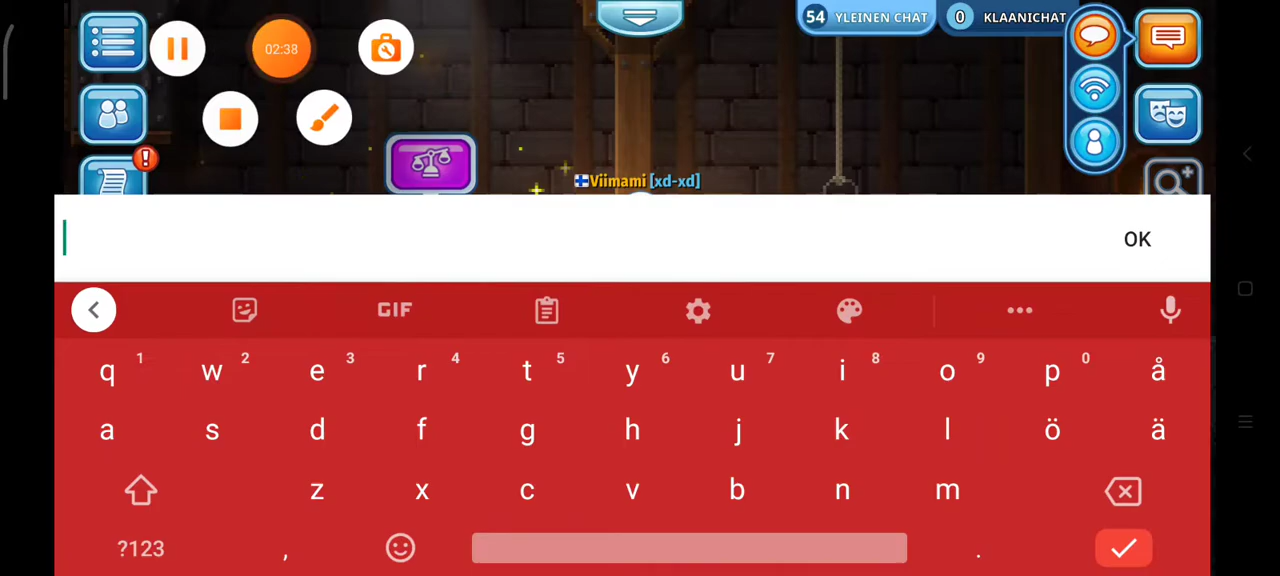 54 YLEINEN CHAT 0 KLAANICHAT
02:38
!
Viimami [xd-xd]
OK
GIF
q 1 w 2 e 3 r 4 t 5 y 6 u 7 i 8 o 9 p 0 å
a s d f g h j k l ö ä
z x c v b n m
?123 , .